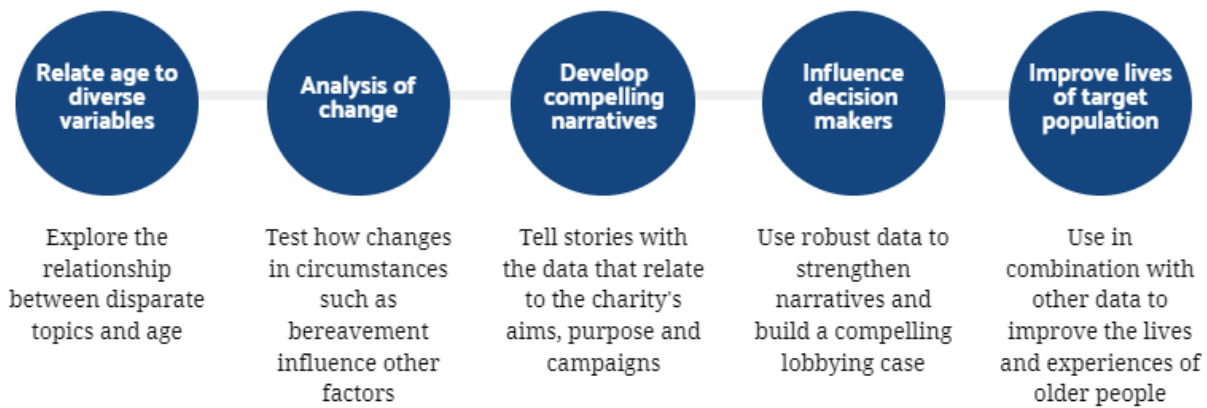 Relate age to
diverse
variables
Explore the
relationship
between disparate
topics and age
Analysis of
change
Test how changes
in circumstances
such as
bereavement
influence other
factors
Develop
compelling
narratives
Tell stories with
the data that relate
to the charity's
aims, purpose and
campaigns
Influence
decision
makers
Use robust data to
strengthen
narratives and
build a compelling
lobbying case
Improve lives
of target
population
Use in
combination with
other data to
improve the lives
and experiences of
older people